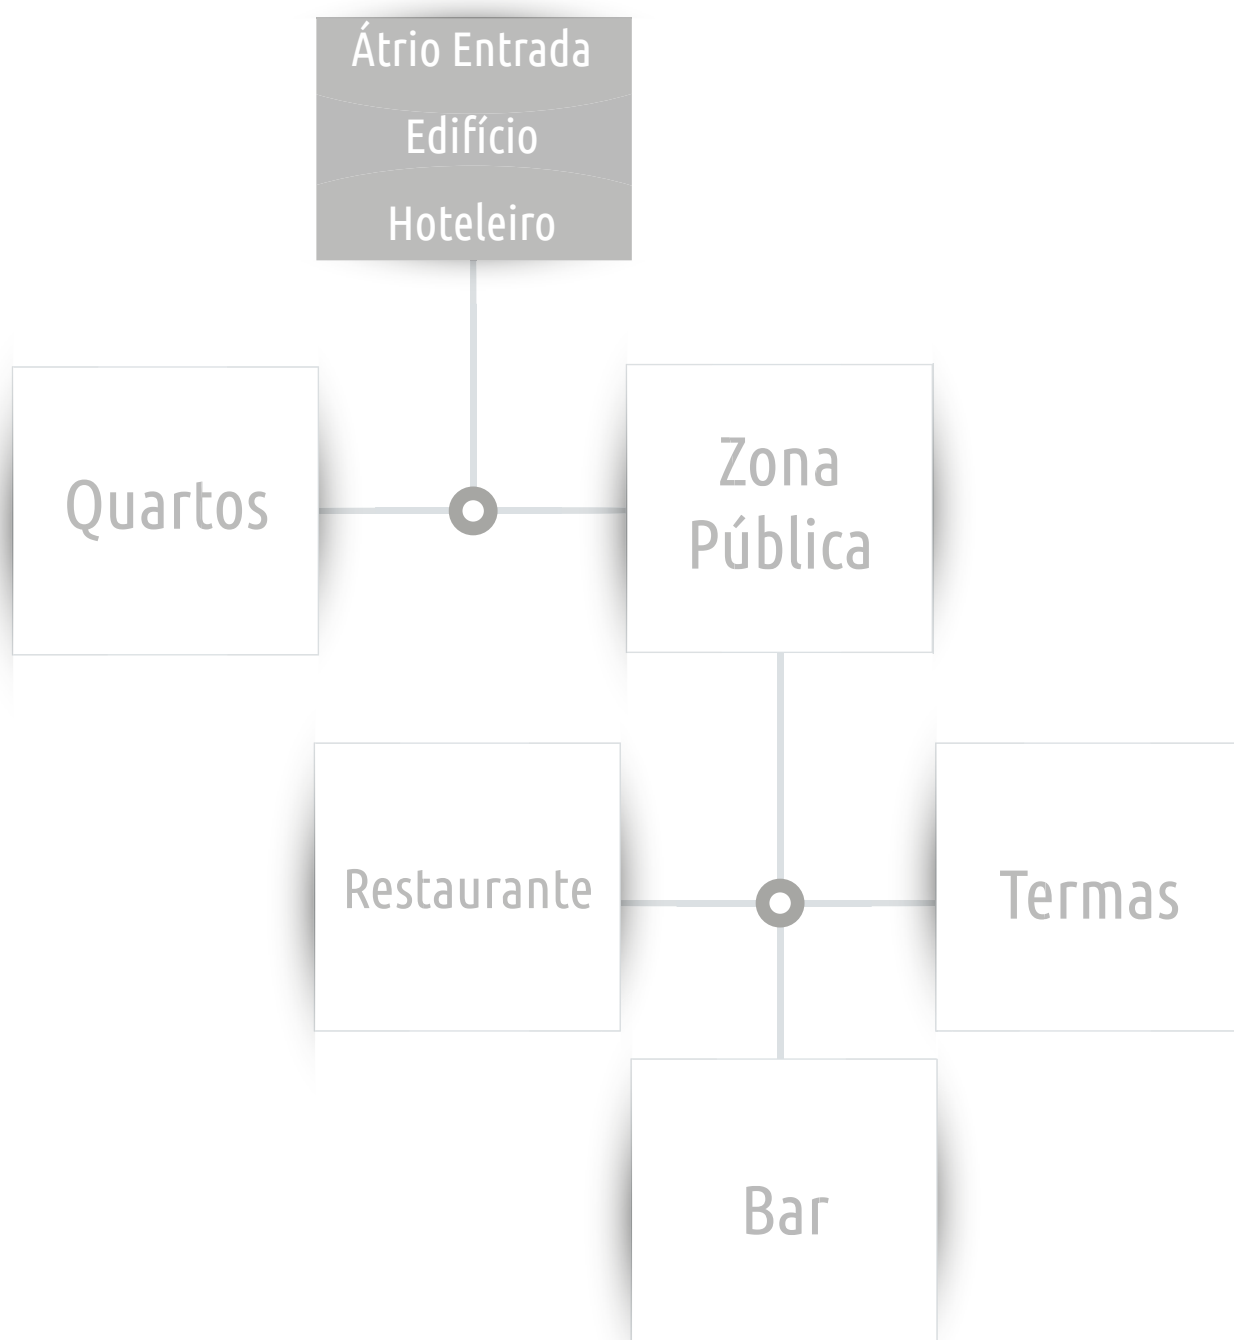 Átrio Entrada
Edifício
Hoteleiro
Quartos
Zona
Pública
Restaurante
Termas
Bar